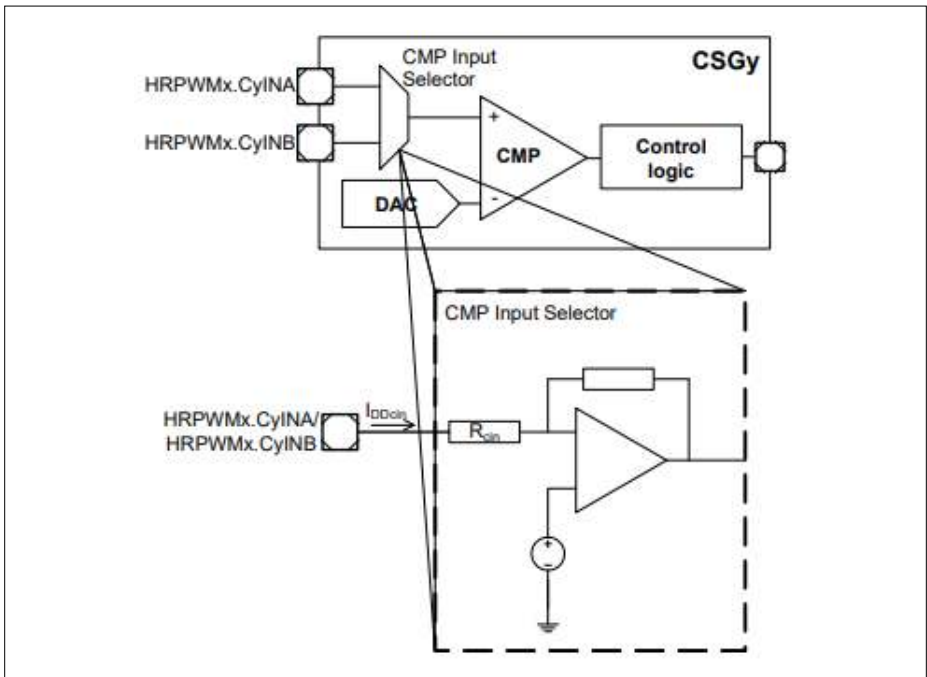 CSGy
CMP Input
Selector
HRPWMx.CyINA
HRPWMx.CyINB
+
CMP
-
Control
logic
DAC
CMP Input Selector
HRPWMx.CyINA/
HRPWMx.CyINB
IDDcin
Rcin
+
-